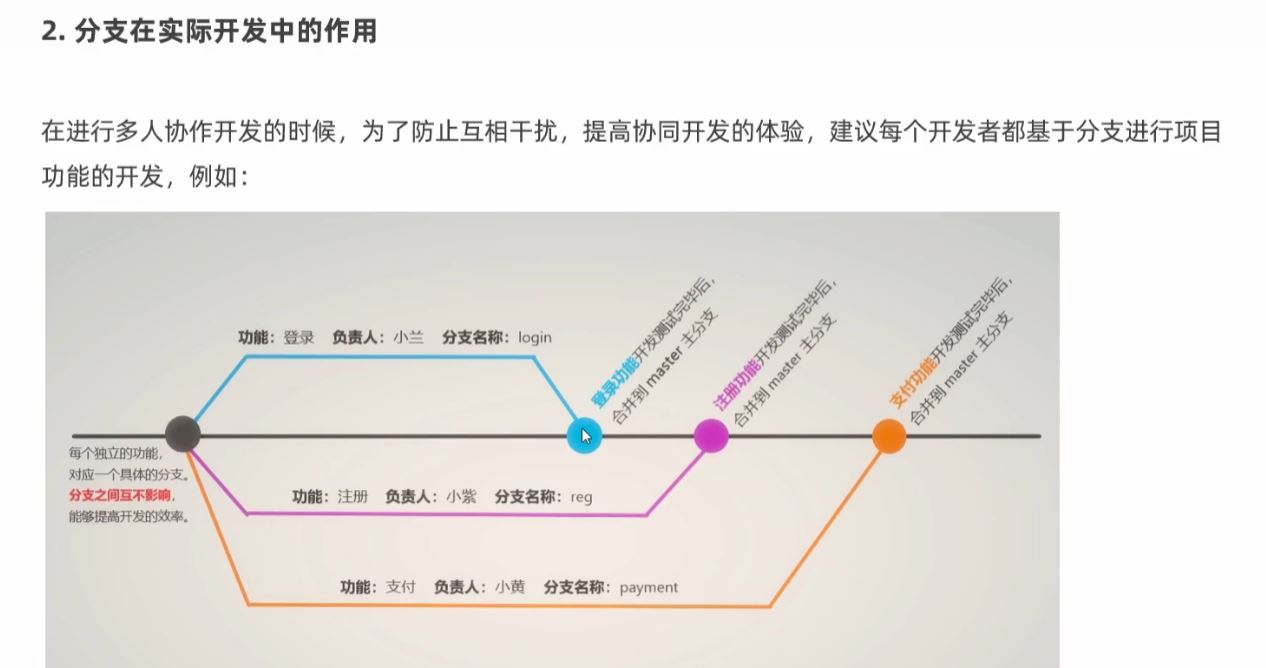 2. 分支在实际开发中的作用
在进行多人协作开发的时候，为了防止互相干扰，提高协同开发的体验，建议每个开发者都基于分支进行项目
功能的开发，例如：
功能：登录 负责人：小兰 分支名称：login
登录功能开发测试完毕后，
合并到 master 主分支
注册功能开发测试完毕后，
合并到 master 主分支
支付功能开发测试完毕后，
合并到 master 主分支
每个独立的功能，
对应一个具体的分支。
分支之间互不影响，
能够提高开发的效率。
功能：注册 负责人：小紫 分支名称：reg
功能：支付 负责人：小黄 分支名称：payment